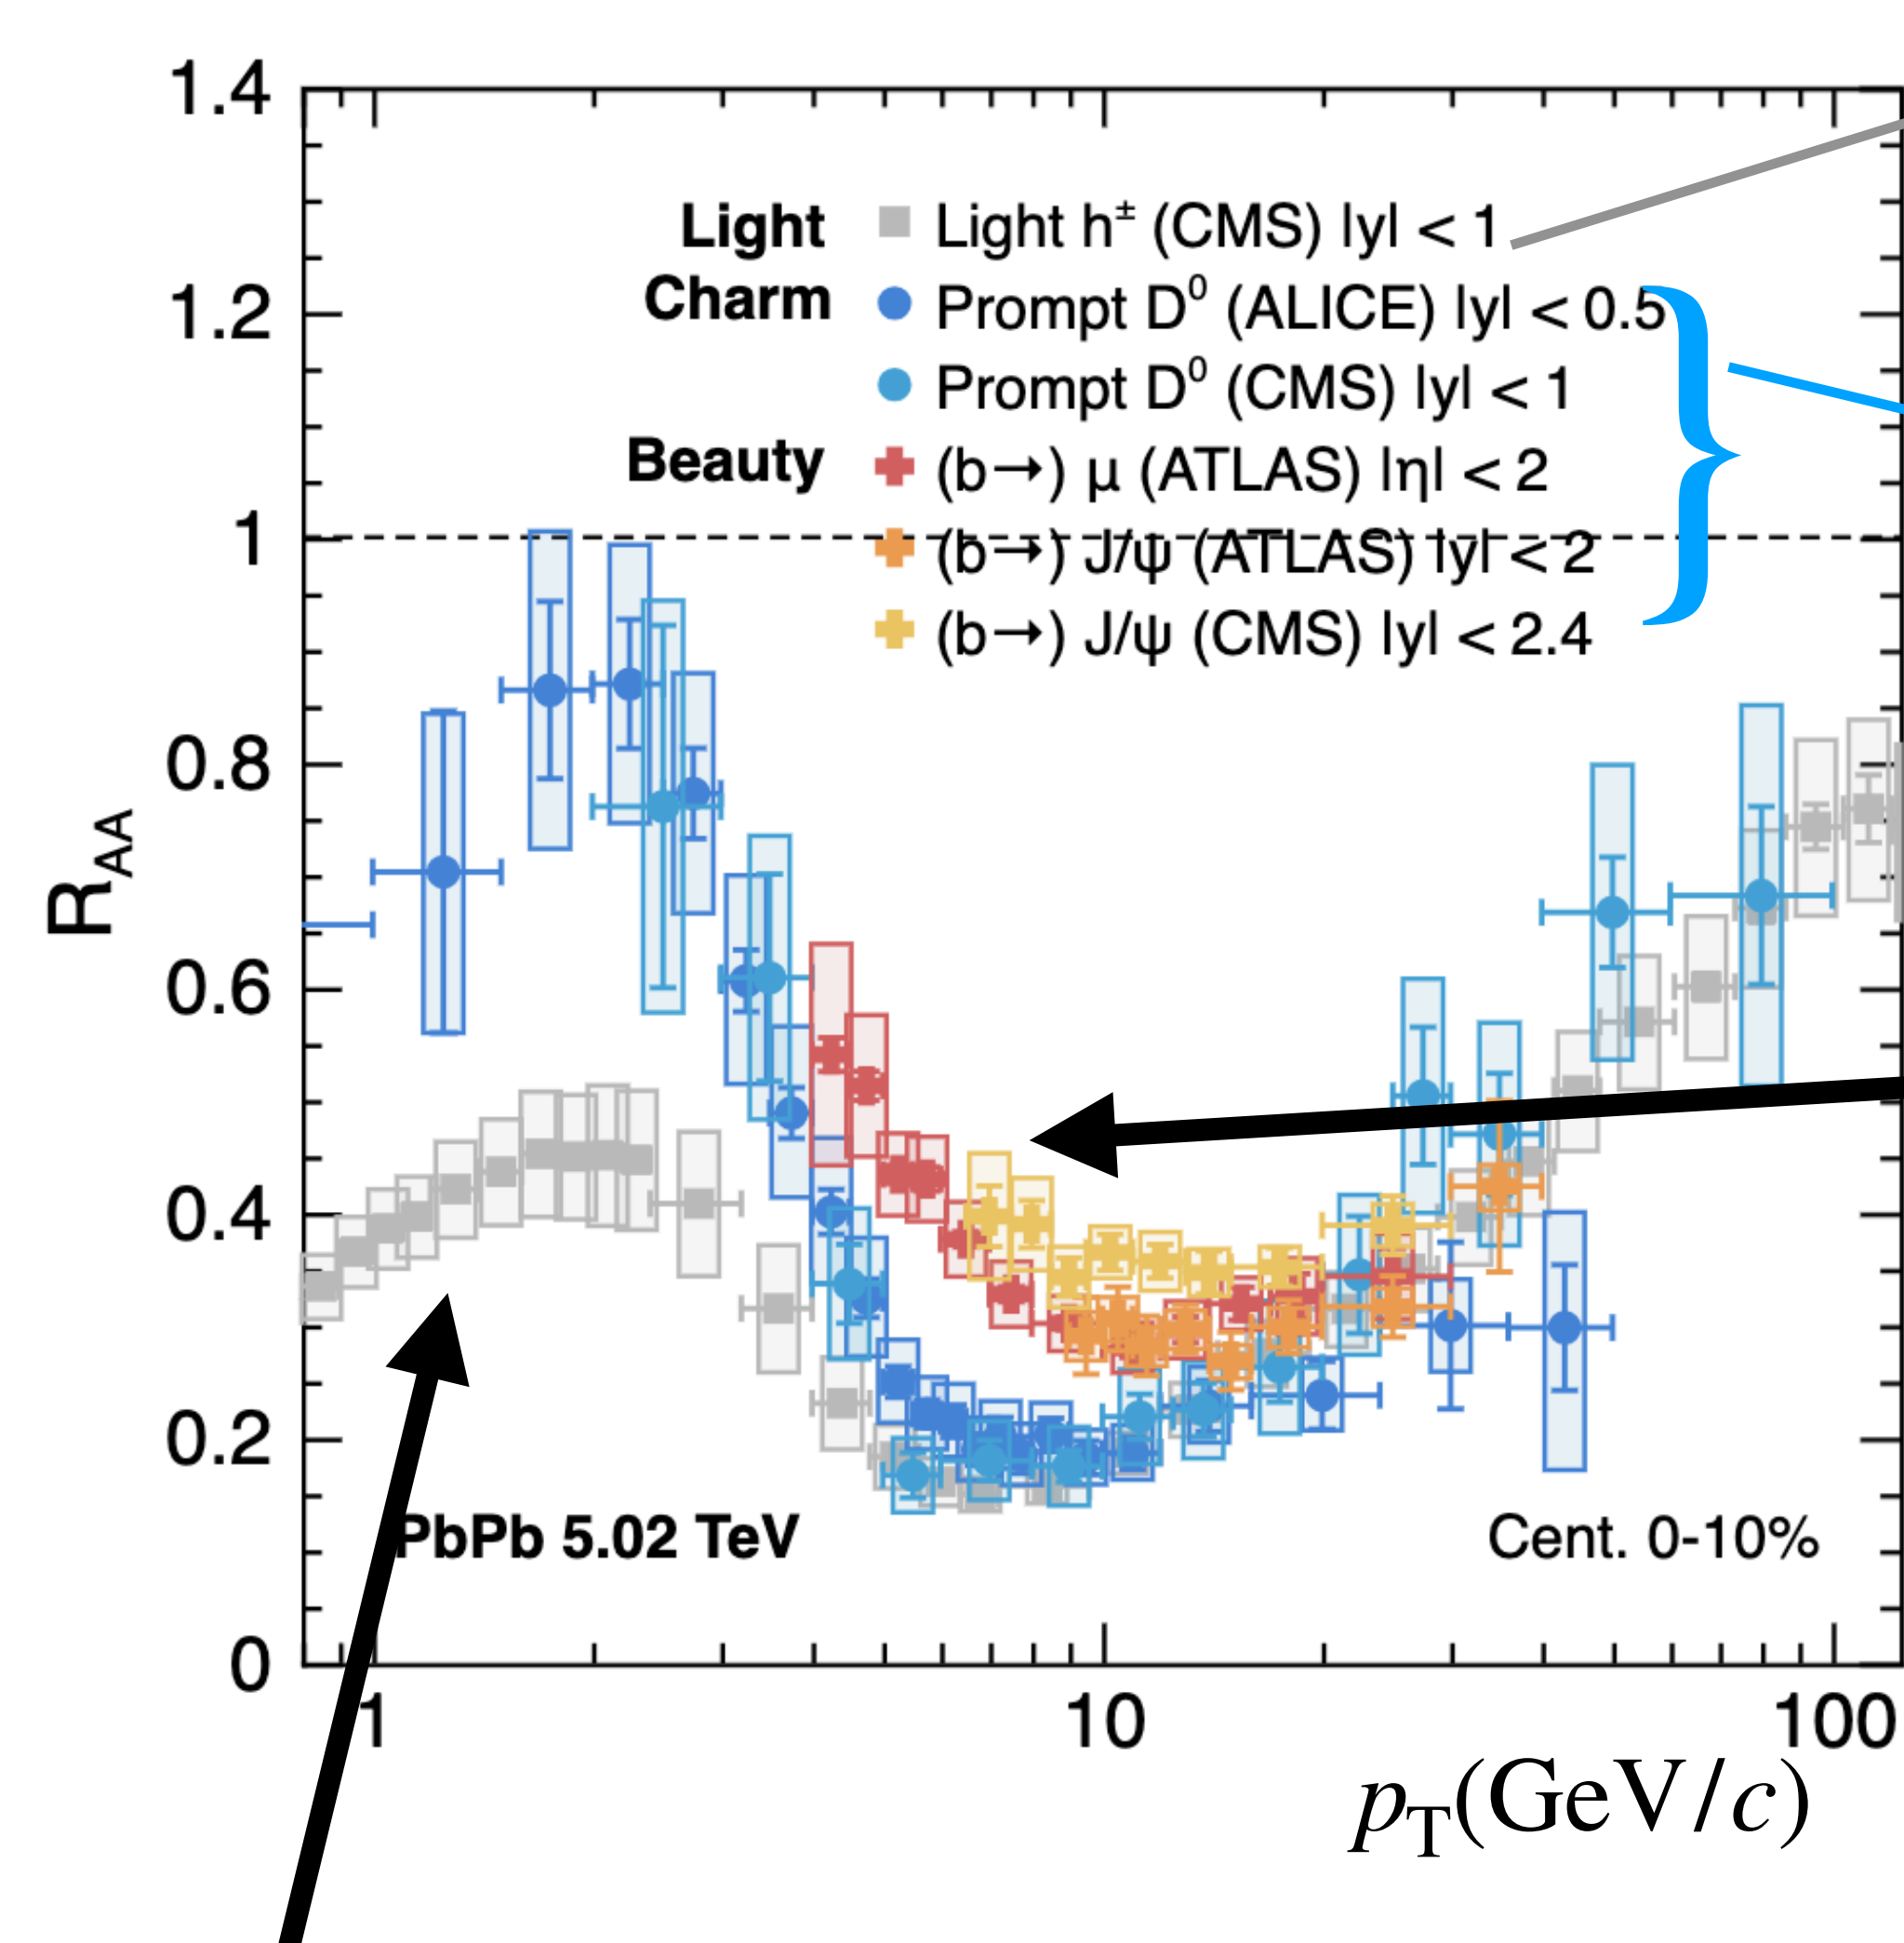 1.4
Light Light h± (CMS) |y| < 1
Charm Prompt D⁰ (ALICE) |y| < 0.5
1.2
Prompt D⁰ (CMS) |y| < 1
Beauty (b→) μ (ATLAS) |η| < 2
1
(b→) J/ψ (ATLAS) |y| < 2
(b→) J/ψ (CMS) |y| < 2.4
0.8
R_AA
0.6
0.4
0.2
PbPb 5.02 TeV Cent. 0-10%
0
1 10 100
p_T(GeV/c)